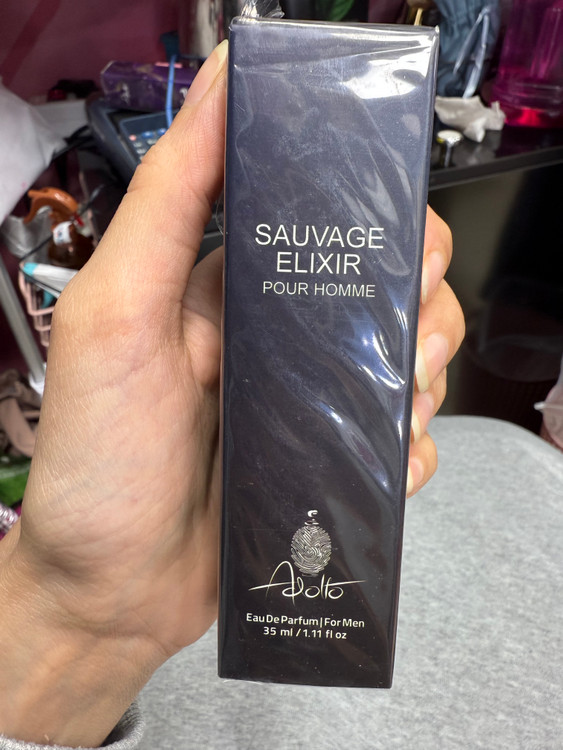 SAUVAGE
ELIXIR
POUR HOMME
Adolfo
Eau De Parfum | For Men
35 ml / 1.11 fl oz